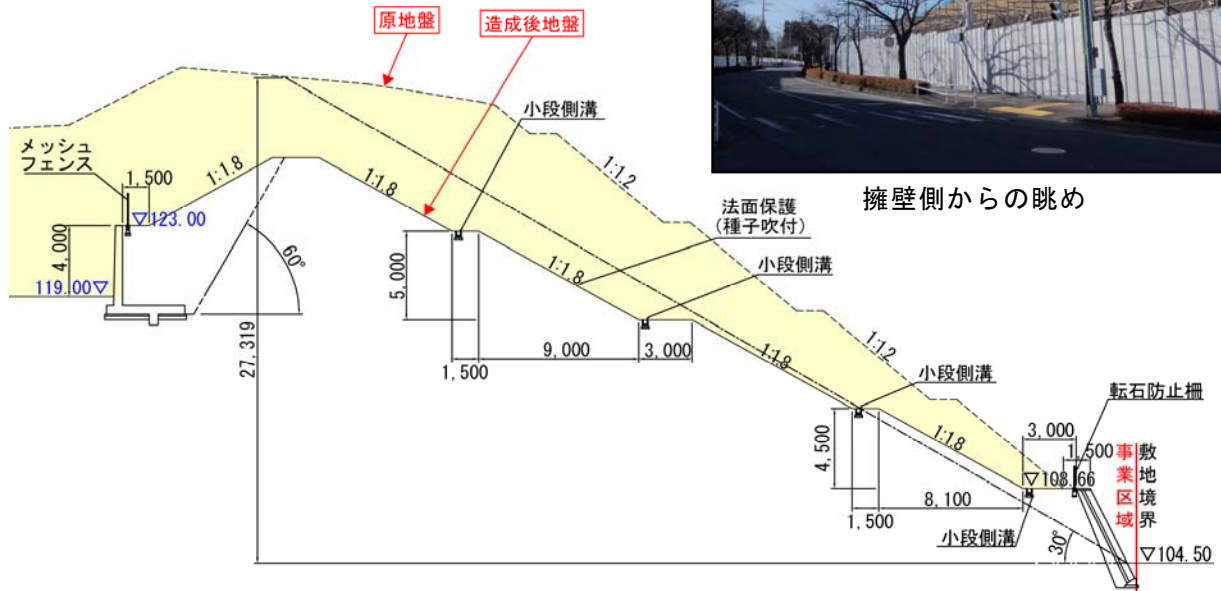 原地盤
造成後地盤
小段側溝
メッシュ
フェンス
1,500
1:1.8
1:1.8
1:1.2
擁壁側からの眺め
▽123.00
法面保護
(種子吹付)
4,000
60°
小段側溝
1:1.8
5,000
119.00▽
27,319
9,000
3,000
1,500
1:1.8
1:1.2
小段側溝
転石防止柵
3,000
1,500
4,500
1:1.8
▽108.66
事業区域
敷地境界
1,500
8,100
小段側溝
30°
▽104.50